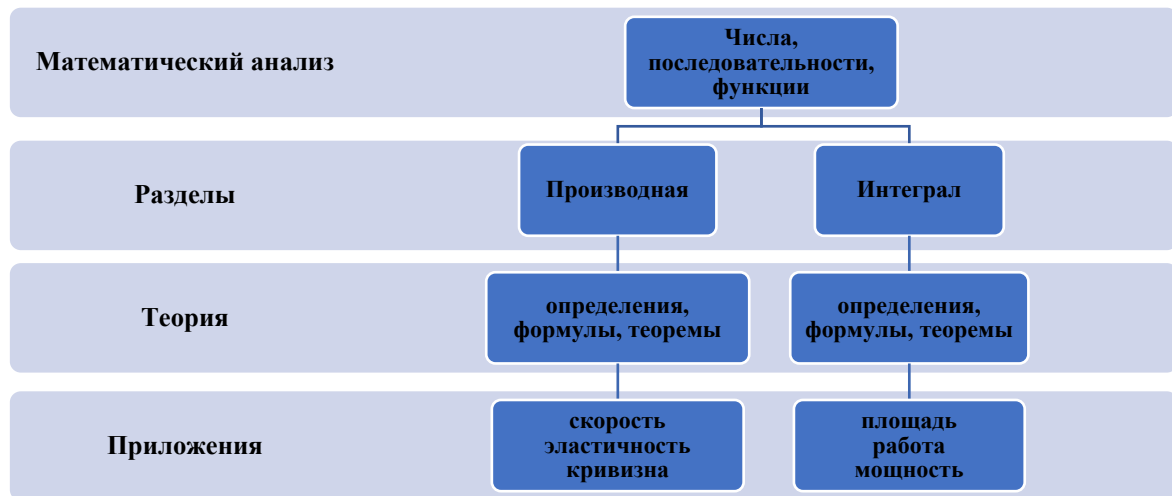 Математический анализ
Числа,
последовательности,
функции
Разделы
Производная
Интеграл
Теория
определения,
формулы, теоремы
определения,
формулы, теоремы
Приложения
скорость
эластичность
кривизна
площадь
работа
мощность